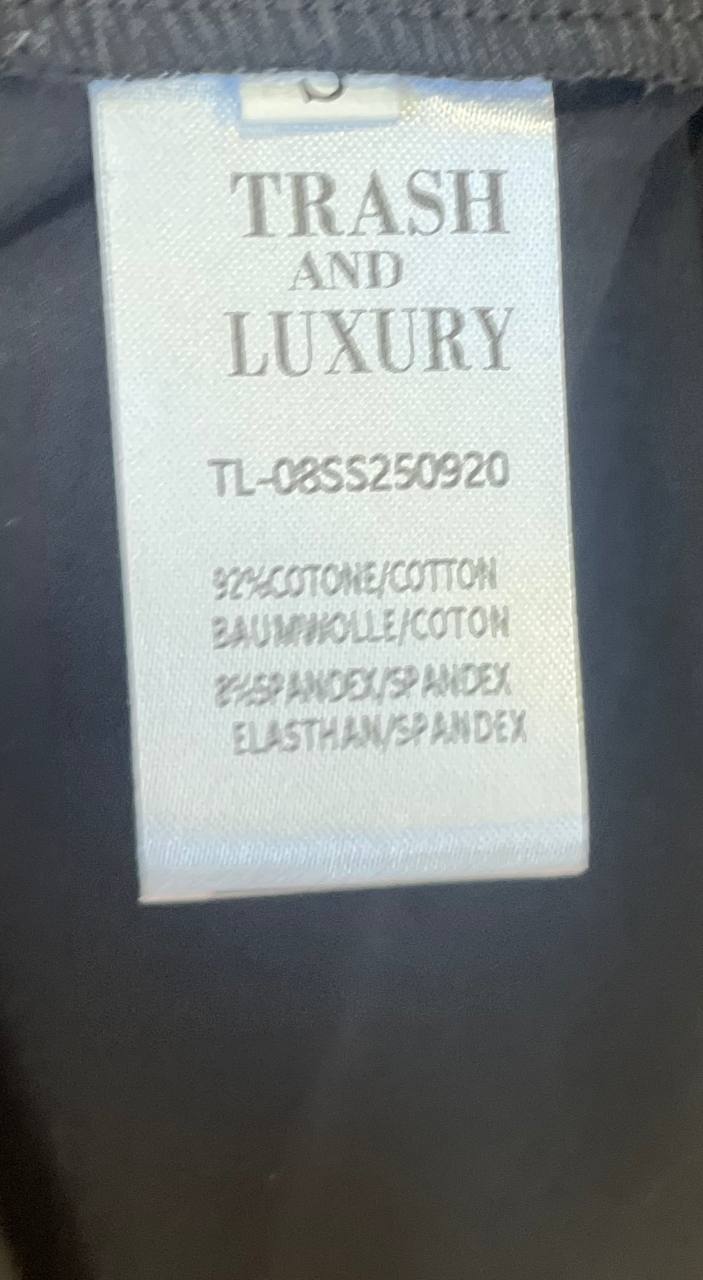 S
TRASH
AND
LUXURY
TL-08SS250920
92%COTONE/COTTON
BAUMWOLLE/COTON
8%SPANDEX/SPANDEX
ELASTHAN/SPANDEX